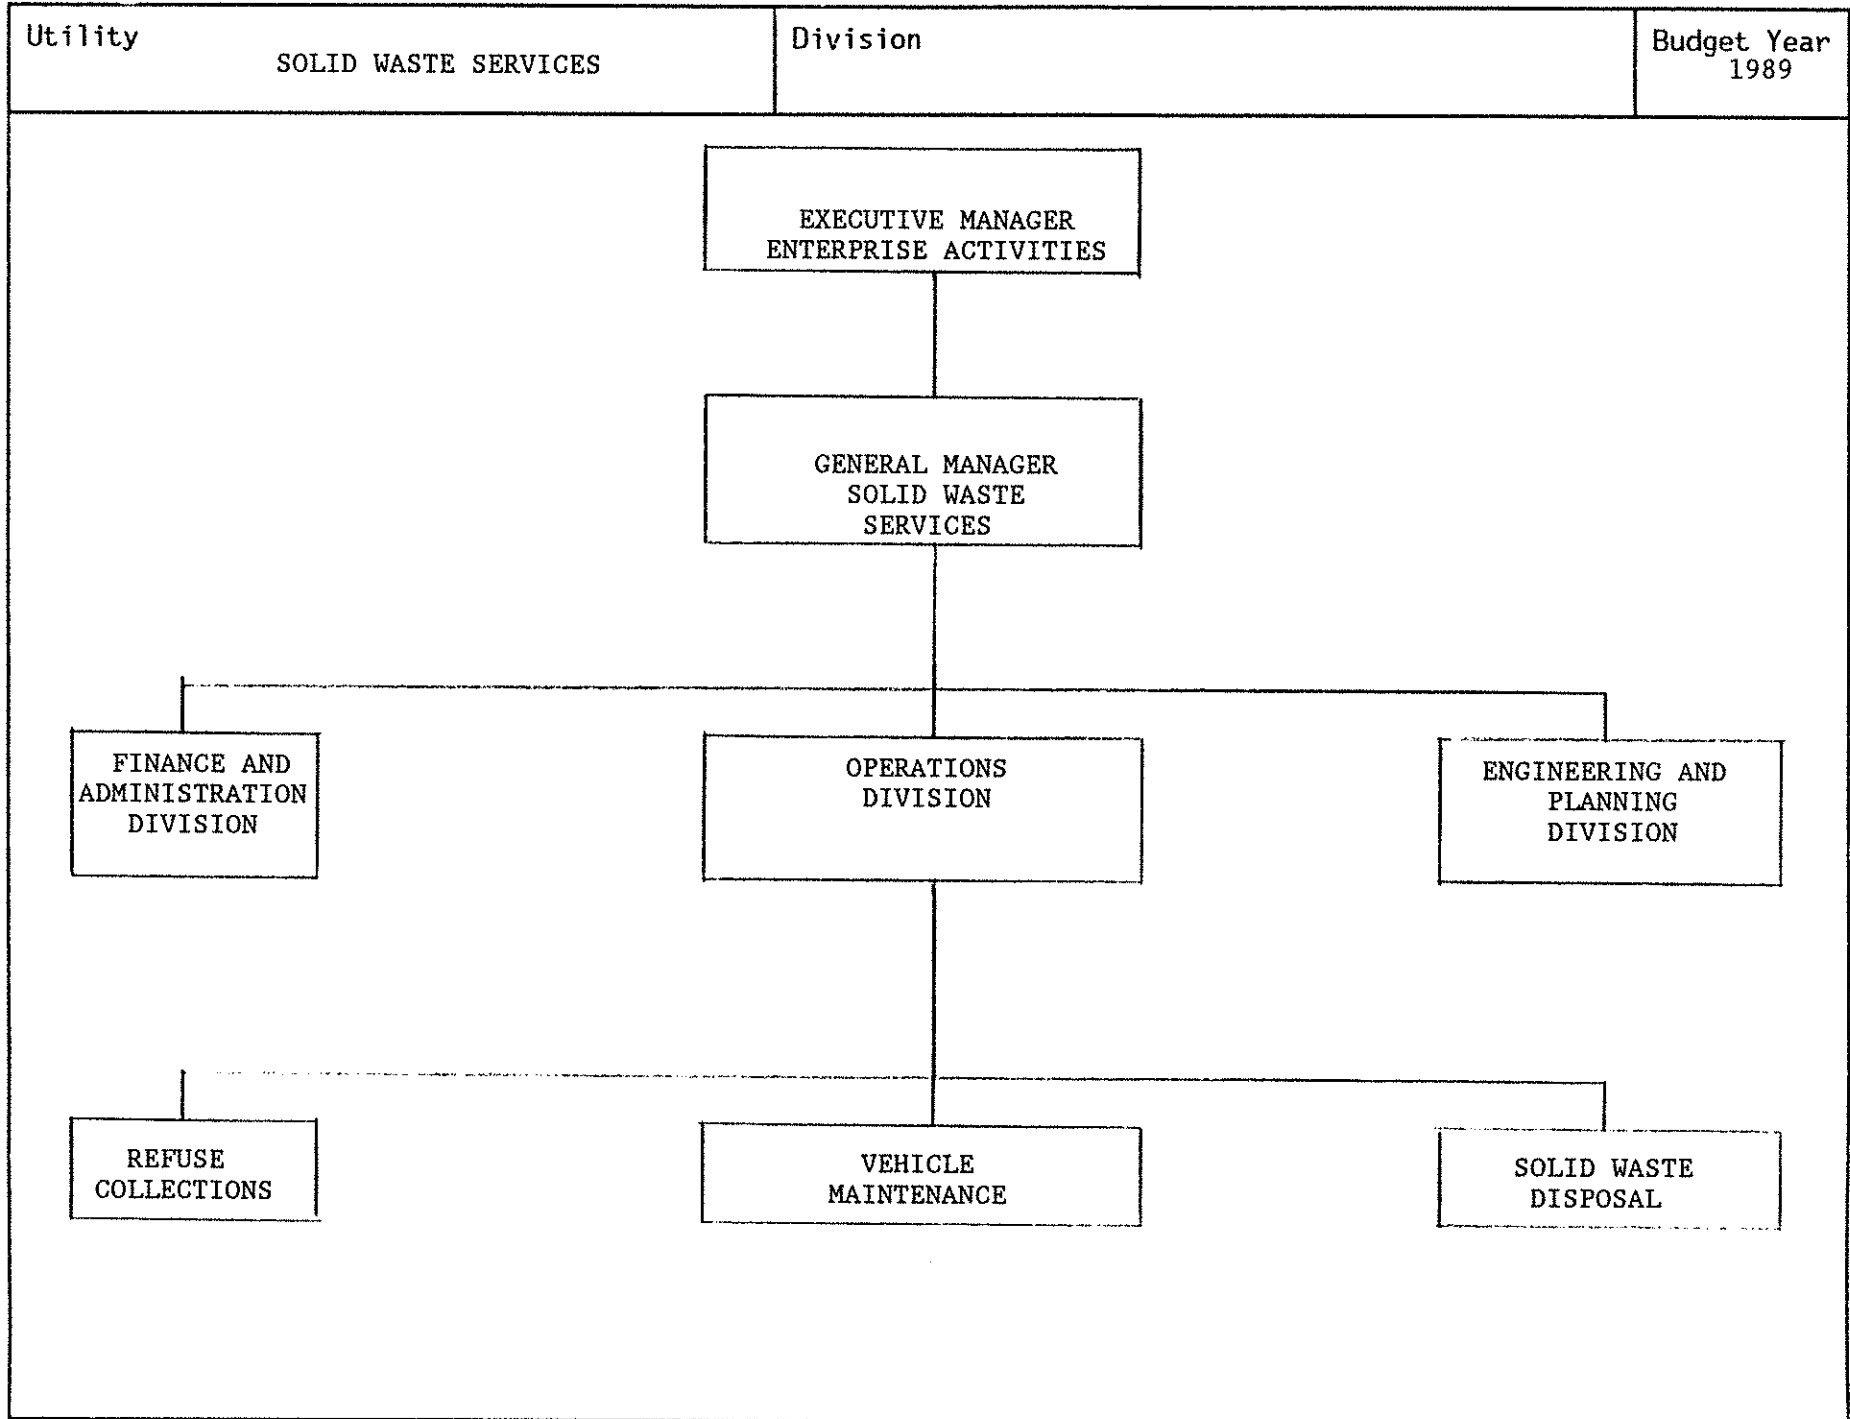 Utility
SOLID WASTE SERVICES
Division
Budget Year
1989
EXECUTIVE MANAGER
ENTERPRISE ACTIVITIES
GENERAL MANAGER
SOLID WASTE
SERVICES
FINANCE AND
ADMINISTRATION
DIVISION
OPERATIONS
DIVISION
ENGINEERING AND
PLANNING
DIVISION
REFUSE
COLLECTIONS
VEHICLE
MAINTENANCE
SOLID WASTE
DISPOSAL